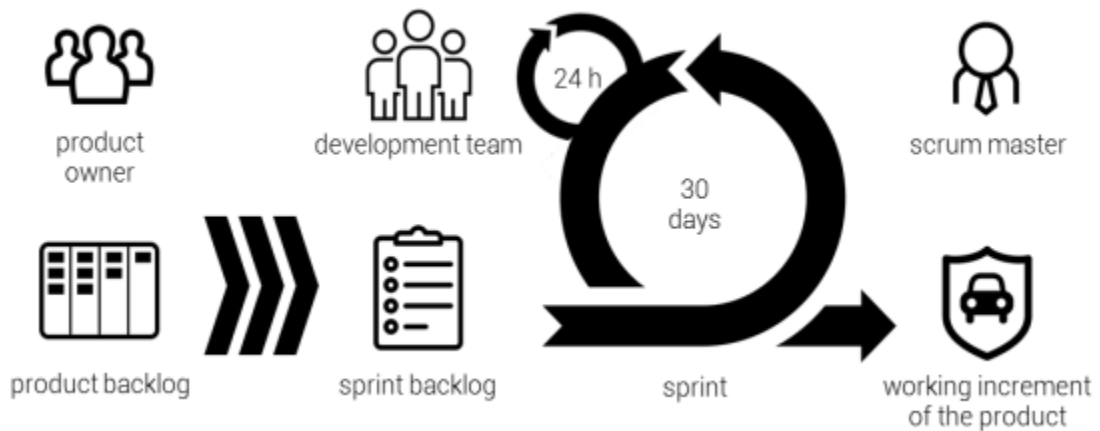 product
owner
development team
24 h
scrum master
30
days
product backlog
sprint backlog
sprint
working increment
of the product